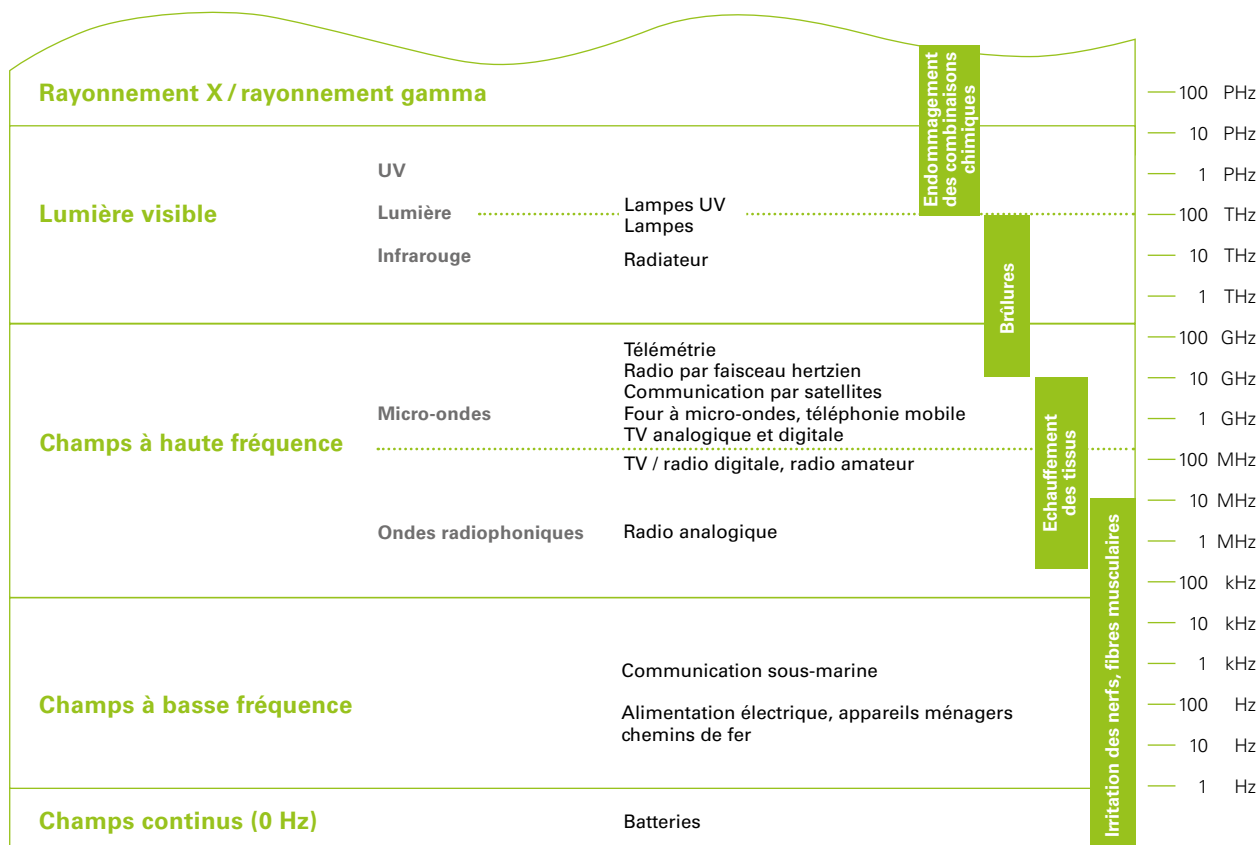 Rayonnement X / rayonnement gamma
Endommagement
des combinaisons
chimiques
100 PHz
10 PHz
UV
1 PHz
Lumière visible
Lumière
Lampes UV
Lampes
100 THz
Infrarouge
Radiateur
10 THz
Brûlures
1 THz
100 GHz
Télémétrie
Radio par faisceau hertzien
10 GHz
Communication par satellites
Micro-ondes
Four à micro-ondes, téléphonie mobile
1 GHz
TV analogique et digitale
Champs à haute fréquence
TV / radio digitale, radio amateur
100 MHz
Echauffement
des tissus
10 MHz
Ondes radiophoniques
Radio analogique
1 MHz
100 kHz
Irritation des nerfs, fibres musculaires
10 kHz
Communication sous-marine
1 kHz
Champs à basse fréquence
Alimentation électrique, appareils ménagers
chemins de fer
100 Hz
10 Hz
1 Hz
Champs continus (0 Hz)
Batteries